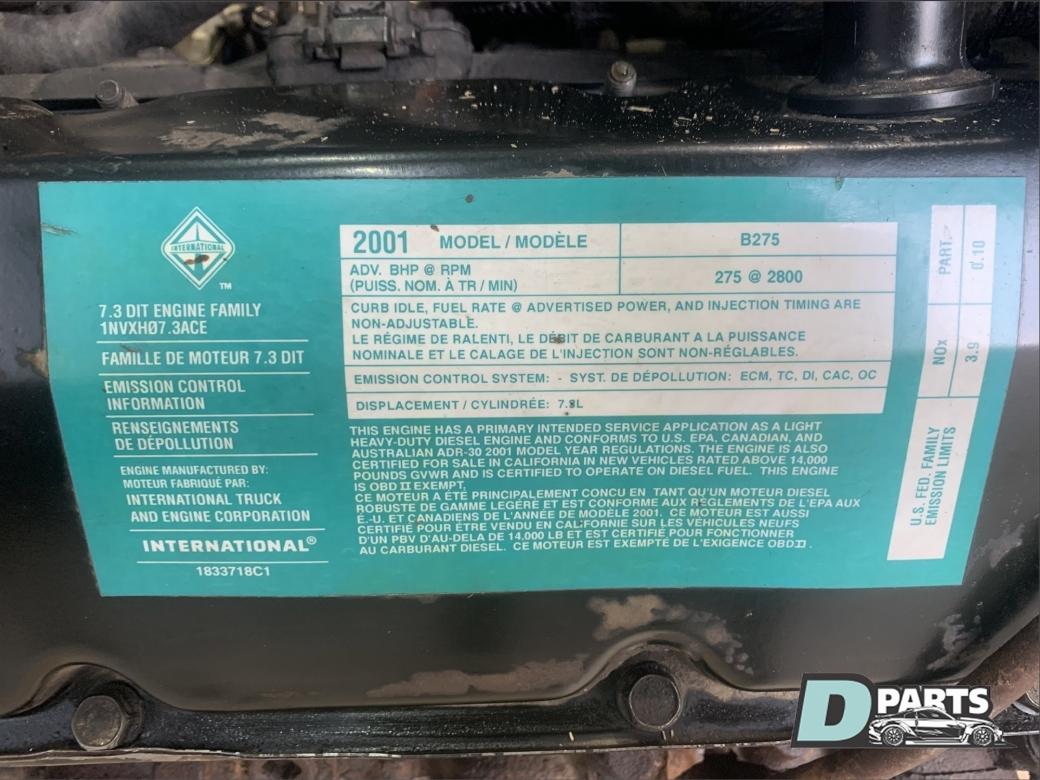 INTERNATIONAL
™
7.3 DIT ENGINE FAMILY
1NVXHØ7.3ACE
FAMILLE DE MOTEUR 7.3 DIT
EMISSION CONTROL
INFORMATION
RENSEIGNEMENTS
DE DÉPOLLUTION
ENGINE MANUFACTURED BY:
MOTEUR FABRIQUÉ PAR:
INTERNATIONAL TRUCK
AND ENGINE CORPORATION
INTERNATIONAL®
1833718C1
2001 MODEL / MODÈLE B275
ADV. BHP @ RPM
(PUISS. NOM. À TR / MIN) 275 @ 2800
CURB IDLE, FUEL RATE @ ADVERTISED POWER, AND INJECTION TIMING ARE
NON-ADJUSTABLE.
LE RÉGIME DE RALENTI, LE DÉBIT DE CARBURANT A LA PUISSANCE
NOMINALE ET LE CALAGE DE L'INJECTION SONT NON-RÉGLABLES.
EMISSION CONTROL SYSTEM: - SYST. DE DÉPOLLUTION: ECM, TC, DI, CAC, OC
DISPLACEMENT / CYLINDRÉE: 7.3L
THIS ENGINE HAS A PRIMARY INTENDED SERVICE APPLICATION AS A LIGHT
HEAVY-DUTY DIESEL ENGINE AND CONFORMS TO U.S. EPA, CANADIAN, AND
AUSTRALIAN ADR-30 2001 MODEL YEAR REGULATIONS. THE ENGINE IS ALSO
CERTIFIED FOR SALE IN CALIFORNIA IN VEHICLES RATED ABOVE 14,000
POUNDS GVWR AND IS CERTIFIED TO OPERATE ON DIESEL FUEL. THIS ENGINE
IS OBD II EXEMPT.
CE MOTEUR A ÉTÉ PRINCIPALEMENT CONCU EN TANT QU'UN MOTEUR DIESEL
ROBUSTE DE GAMME LEGÉRE ET EST CONFORME AUX RÈGLEMENTS DE L'EPA AUX
É.-U. ET CANADIENS DE L'ANNÉE DE MODÈLE 2001. CE MOTEUR EST AUSSI
CERTIFIÉ POUR ÊTRE VENDU EN CALIFORNIE SUR LES VÉHICULES NEUFS
D'UN PBV D'AU-DELA DE 14,000 LB ET EST CERTIFIÉ POUR FONCTIONNER
AU CARBURANT DIESEL. CE MOTEUR EST EXEMPTÉ DE L'EXIGENCE OBD II.
U.S. FED. FAMILY
EMISSION LIMITS
NOx 3.9
PART. 0.10
D PARTS